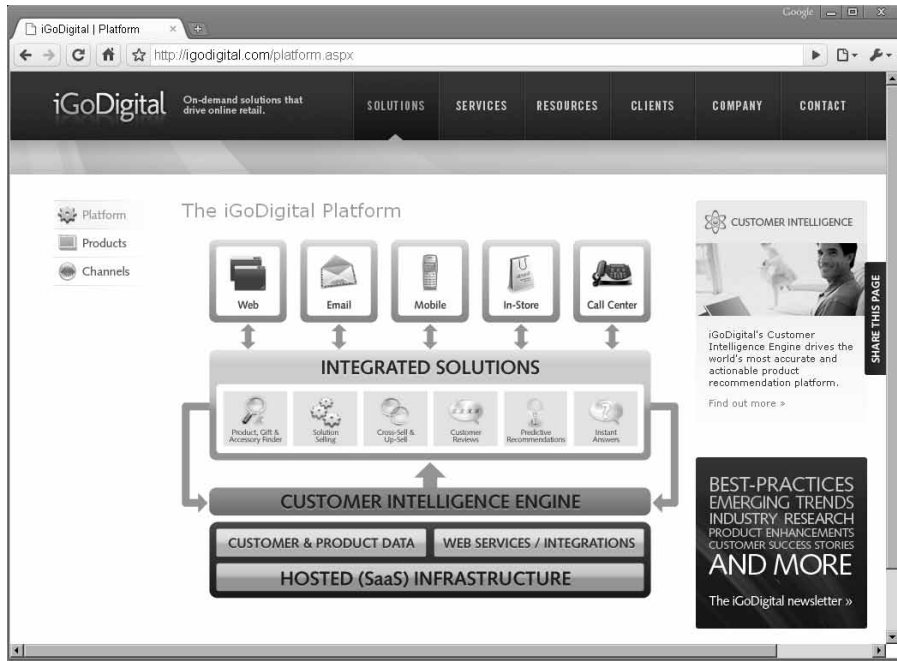 Google
iGoDigital | Platform
http://igodigital.com/platform.aspx
iGoDigital
On-demand solutions that
drive online retail.
SOLUTIONS
SERVICES
RESOURCES
CLIENTS
COMPANY
CONTACT
Platform
Products
Channels
The iGoDigital Platform
Web
Email
Mobile
In-Store
Call Center
INTEGRATED SOLUTIONS
Product, Gift &
Accessory Finder
Solution
Selling
Cross-Sell &
Up-Sell
Customer
Reviews
Predictive
Recommendations
Instant
Answers
CUSTOMER INTELLIGENCE ENGINE
CUSTOMER & PRODUCT DATA
WEB SERVICES / INTEGRATIONS
HOSTED (SaaS) INFRASTRUCTURE
CUSTOMER INTELLIGENCE
iGoDigital's Customer
Intelligence Engine drives the
world's most accurate and
actionable product
recommendation platform.
Find out more »
SHARE THIS PAGE
BEST-PRACTICES
EMERGING TRENDS
INDUSTRY RESEARCH
PRODUCT ENHANCEMENTS
CUSTOMER SUCCESS STORIES
AND MORE
The iGoDigital newsletter »